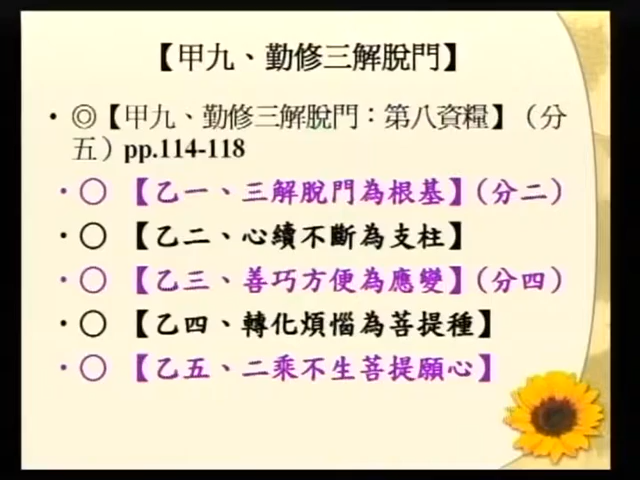 【甲九、勤修三解脫門】
• ◎【甲九、勤修三解脫門：第八資糧】（分
五）pp.114-118
• ○ 【乙一、三解脫門為根基】（分二）
• ○ 【乙二、心續不斷為支柱】
• ○ 【乙三、善巧方便為應變】（分四）
• ○ 【乙四、轉化煩惱為菩提種】
• ○ 【乙五、二乘不生菩提願心】